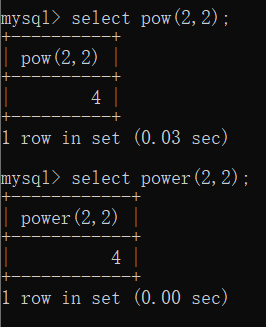 mysql> select pow(2,2);
+----------+
| pow(2,2) |
+----------+
|        4 |
+----------+
1 row in set (0.03 sec)

mysql> select power(2,2);
+------------+
| power(2,2) |
+------------+
|          4 |
+------------+
1 row in set (0.00 sec)